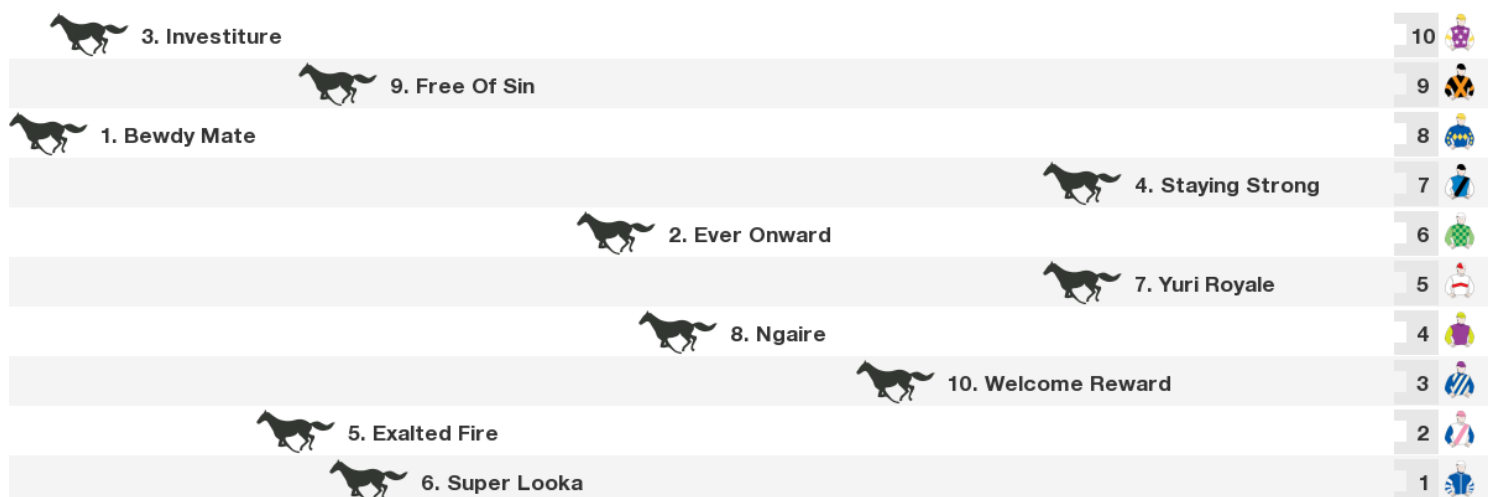 3. Investiture 10
9. Free Of Sin 9
1. Bewdy Mate 8
4. Staying Strong 7
2. Ever Onward 6
7. Yuri Royale 5
8. Ngaire 4
10. Welcome Reward 3
5. Exalted Fire 2
6. Super Looka 1